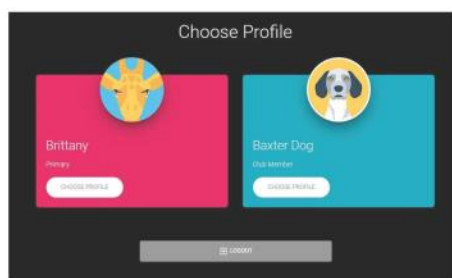 Choose Profile
Brittany
Primary
CHOOSE PROFILE
Baxter Dog
Club Member
CHOOSE PROFILE
LOGOUT